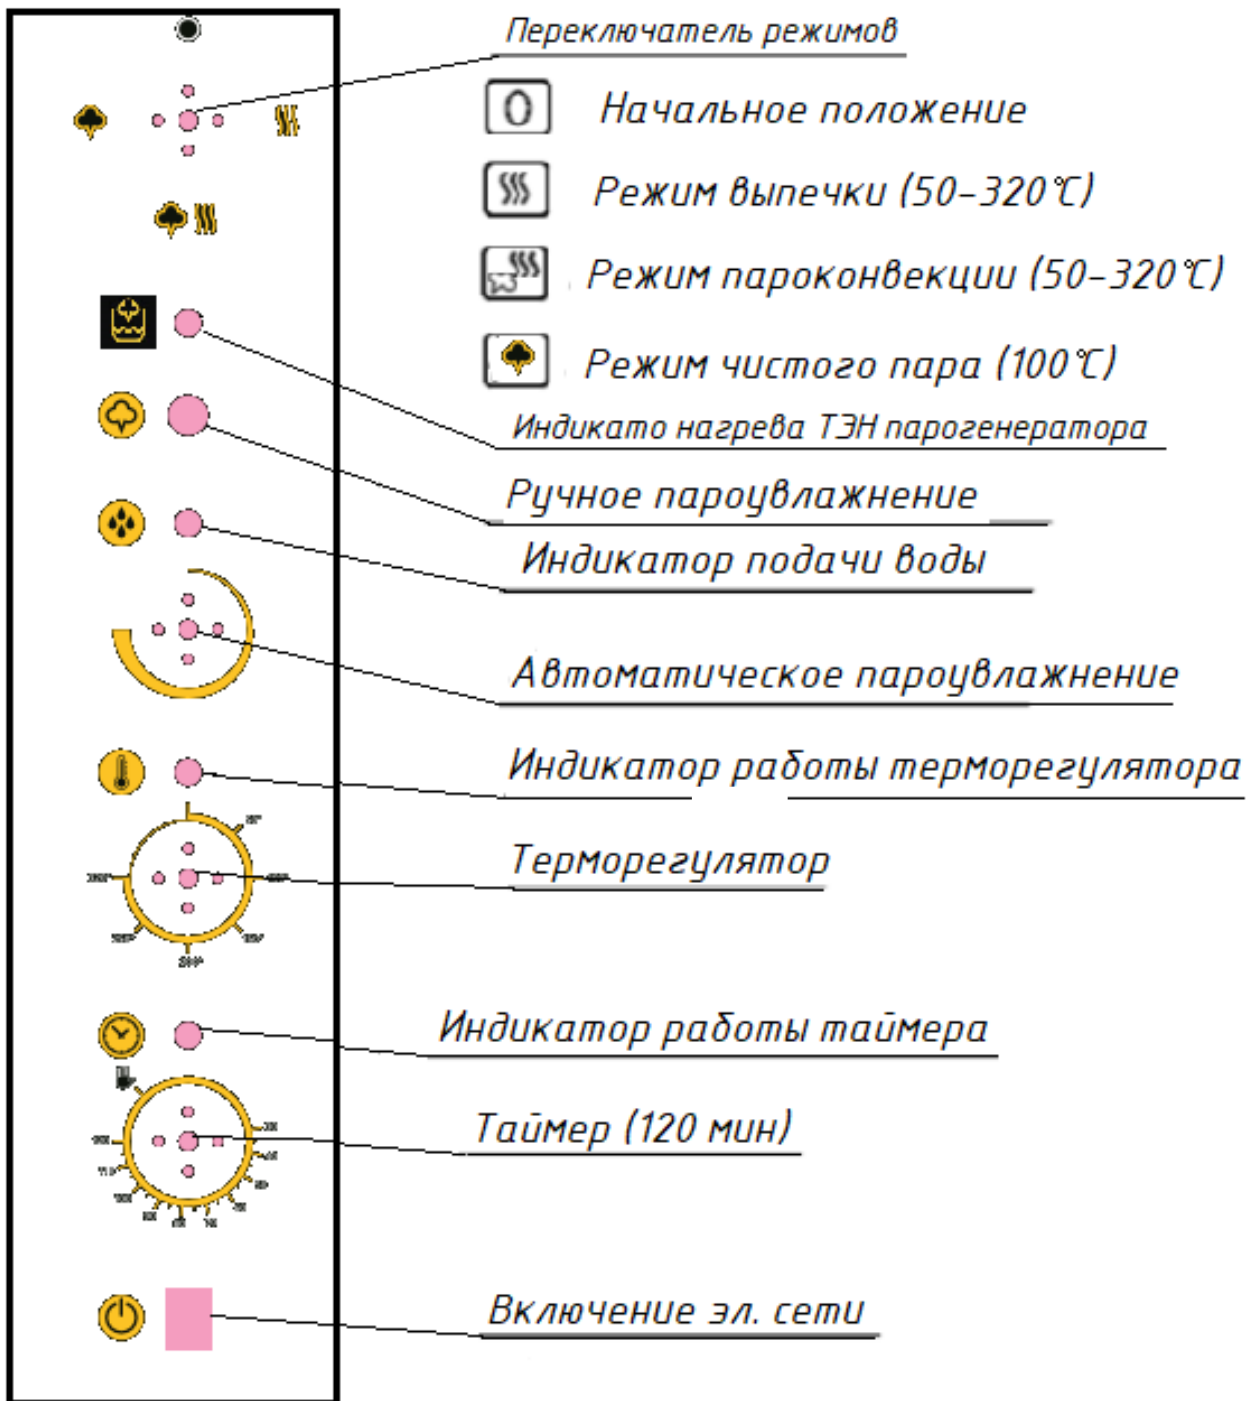 Переключатель режимов
0 Начальное положение
Режим выпечки (50-320℃)
Режим пароконвекции (50-320℃)
Режим чистого пара (100℃)
Индикато нагрева ТЭН парогенератора
Ручное пароувлажнение
Индикатор подачи воды
Автоматическое пароувлажнение
Индикатор работы терморегулятора
Терморегулятор
Индикатор работы таймера
Таймер (120 мин)
Включение эл. сети